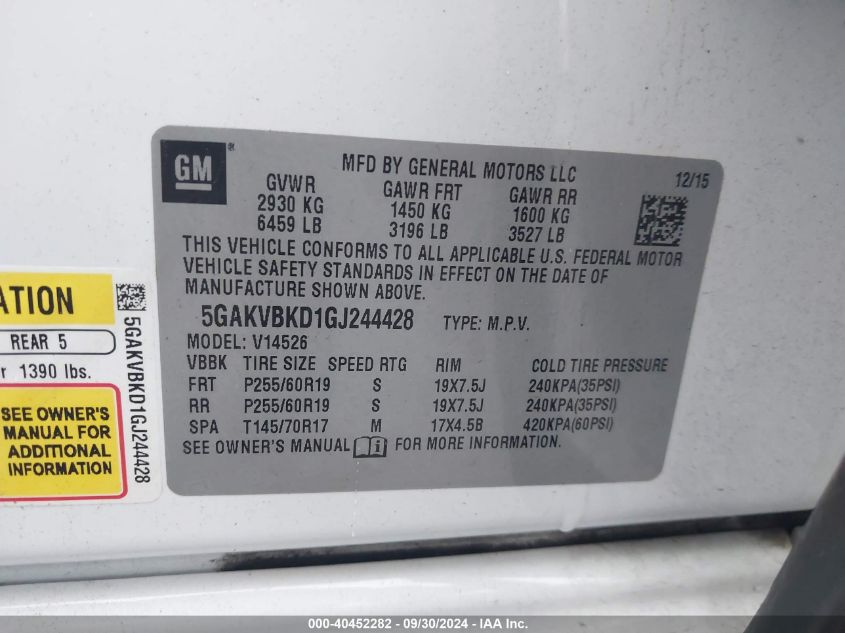 GM
MFD BY GENERAL MOTORS LLC
12/15
GVWR GAWR FRT GAWR RR
2930 KG 1450 KG 1600 KG
6459 LB 3196 LB 3527 LB
THIS VEHICLE CONFORMS TO ALL APPLICABLE U.S. FEDERAL MOTOR
VEHICLE SAFETY STANDARDS IN EFFECT ON THE DATE OF
MANUFACTURE SHOWN ABOVE.
5GAKVBKD1GJ244428 TYPE: M.P.V.
MODEL: V14526
VBBK TIRE SIZE SPEED RTG RIM COLD TIRE PRESSURE
FRT P255/60R19 S 19X7.5J 240KPA(35PSI)
RR P255/60R19 S 19X7.5J 240KPA(35PSI)
SPA T145/70R17 M 17X4.5B 420KPA(60PSI)
SEE OWNER'S MANUAL FOR MORE INFORMATION.
REAR 5
1390 lbs.
SEE OWNER'S
MANUAL FOR
ADDITIONAL
INFORMATION
5GAKVBKD1GJ244428
000-40452282 - 09/30/2024 - IAA Inc.